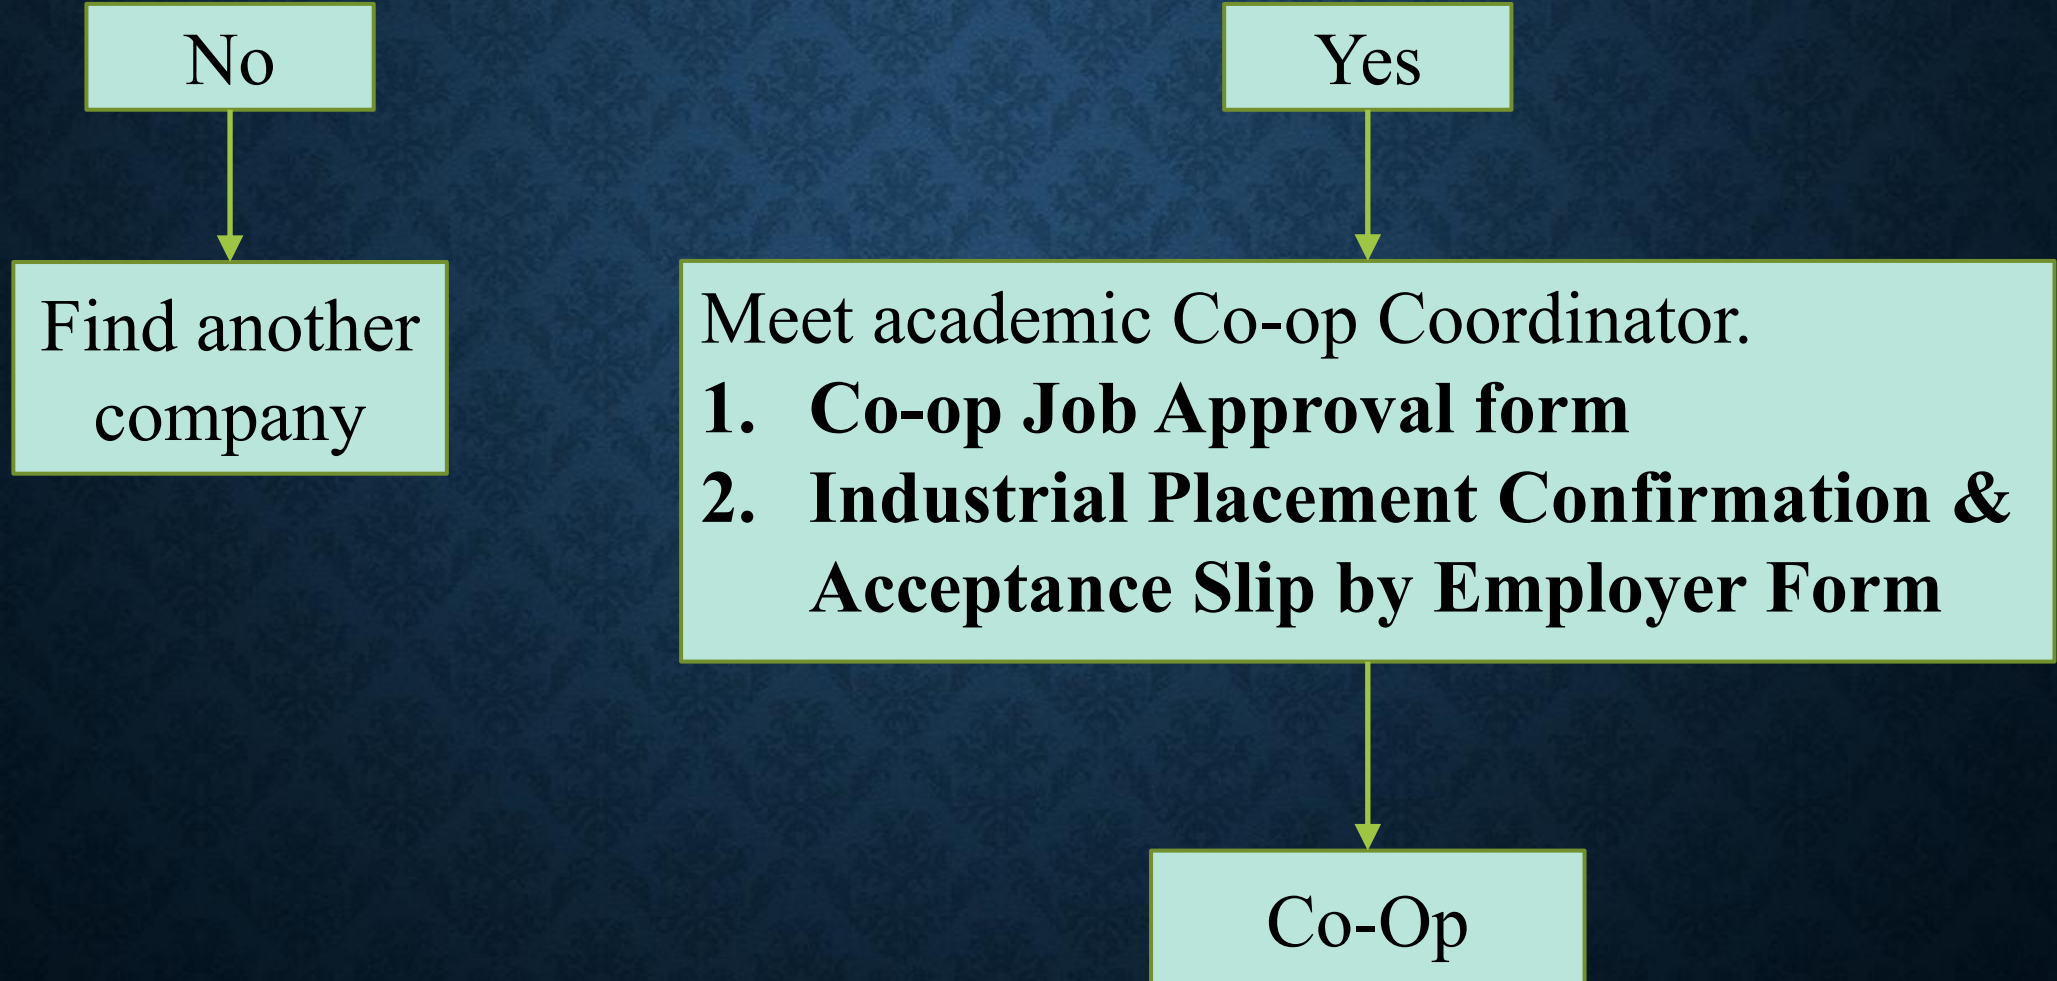 No
Yes
Find another
company
Meet academic Co-op Coordinator.
1. Co-op Job Approval form
2. Industrial Placement Confirmation &
Acceptance Slip by Employer Form
Co-Op